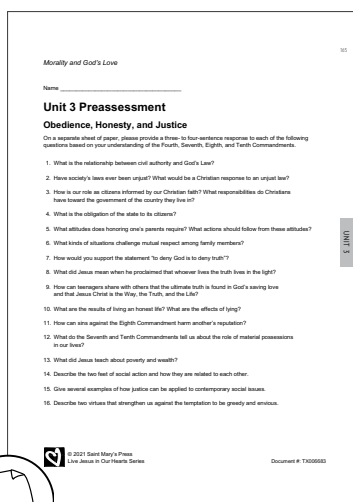 165
Morality and God's Love
Name
Unit 3 Preassessment
Obedience, Honesty, and Justice
On a separate sheet of paper, please provide a three- to four-sentence response to each of the following
questions based on your understanding of the Fourth, Seventh, Eighth, and Tenth Commandments.
1. What is the relationship between civil authority and God's Law?
2. Have society's laws ever been unjust? What would be a Christian response to an unjust law?
3. How is our role as citizens informed by our Christian faith? What responsibilities do Christians
have toward the government of the country they live in?
4. What is the obligation of the state to its citizens?
5. What attitudes does honoring one's parents require? What actions should follow from these attitudes?
6. What kinds of situations challenge mutual respect among family members?
7. How would you support the statement "to deny God is to deny truth"?
8. What did Jesus mean when he proclaimed that whoever lives the truth lives in the light?
9. How can teenagers share with others that the ultimate truth is found in God's saving love
and that Jesus Christ is the Way, the Truth, and the Life?
10. What are the results of living an honest life? What are the effects of lying?
11. How can sins against the Eighth Commandment harm another's reputation?
12. What do the Seventh and Tenth Commandments tell us about the role of material possessions
in our lives?
13. What did Jesus teach about poverty and wealth?
14. Describe the two feet of social action and how they are related to each other.
15. Give several examples of how justice can be applied to contemporary social issues.
16. Describe two virtues that strengthen us against the temptation to be greedy and envious.
UNIT 3
© 2021 Saint Mary's Press
Live Jesus in Our Hearts Series
Document #: TX006683